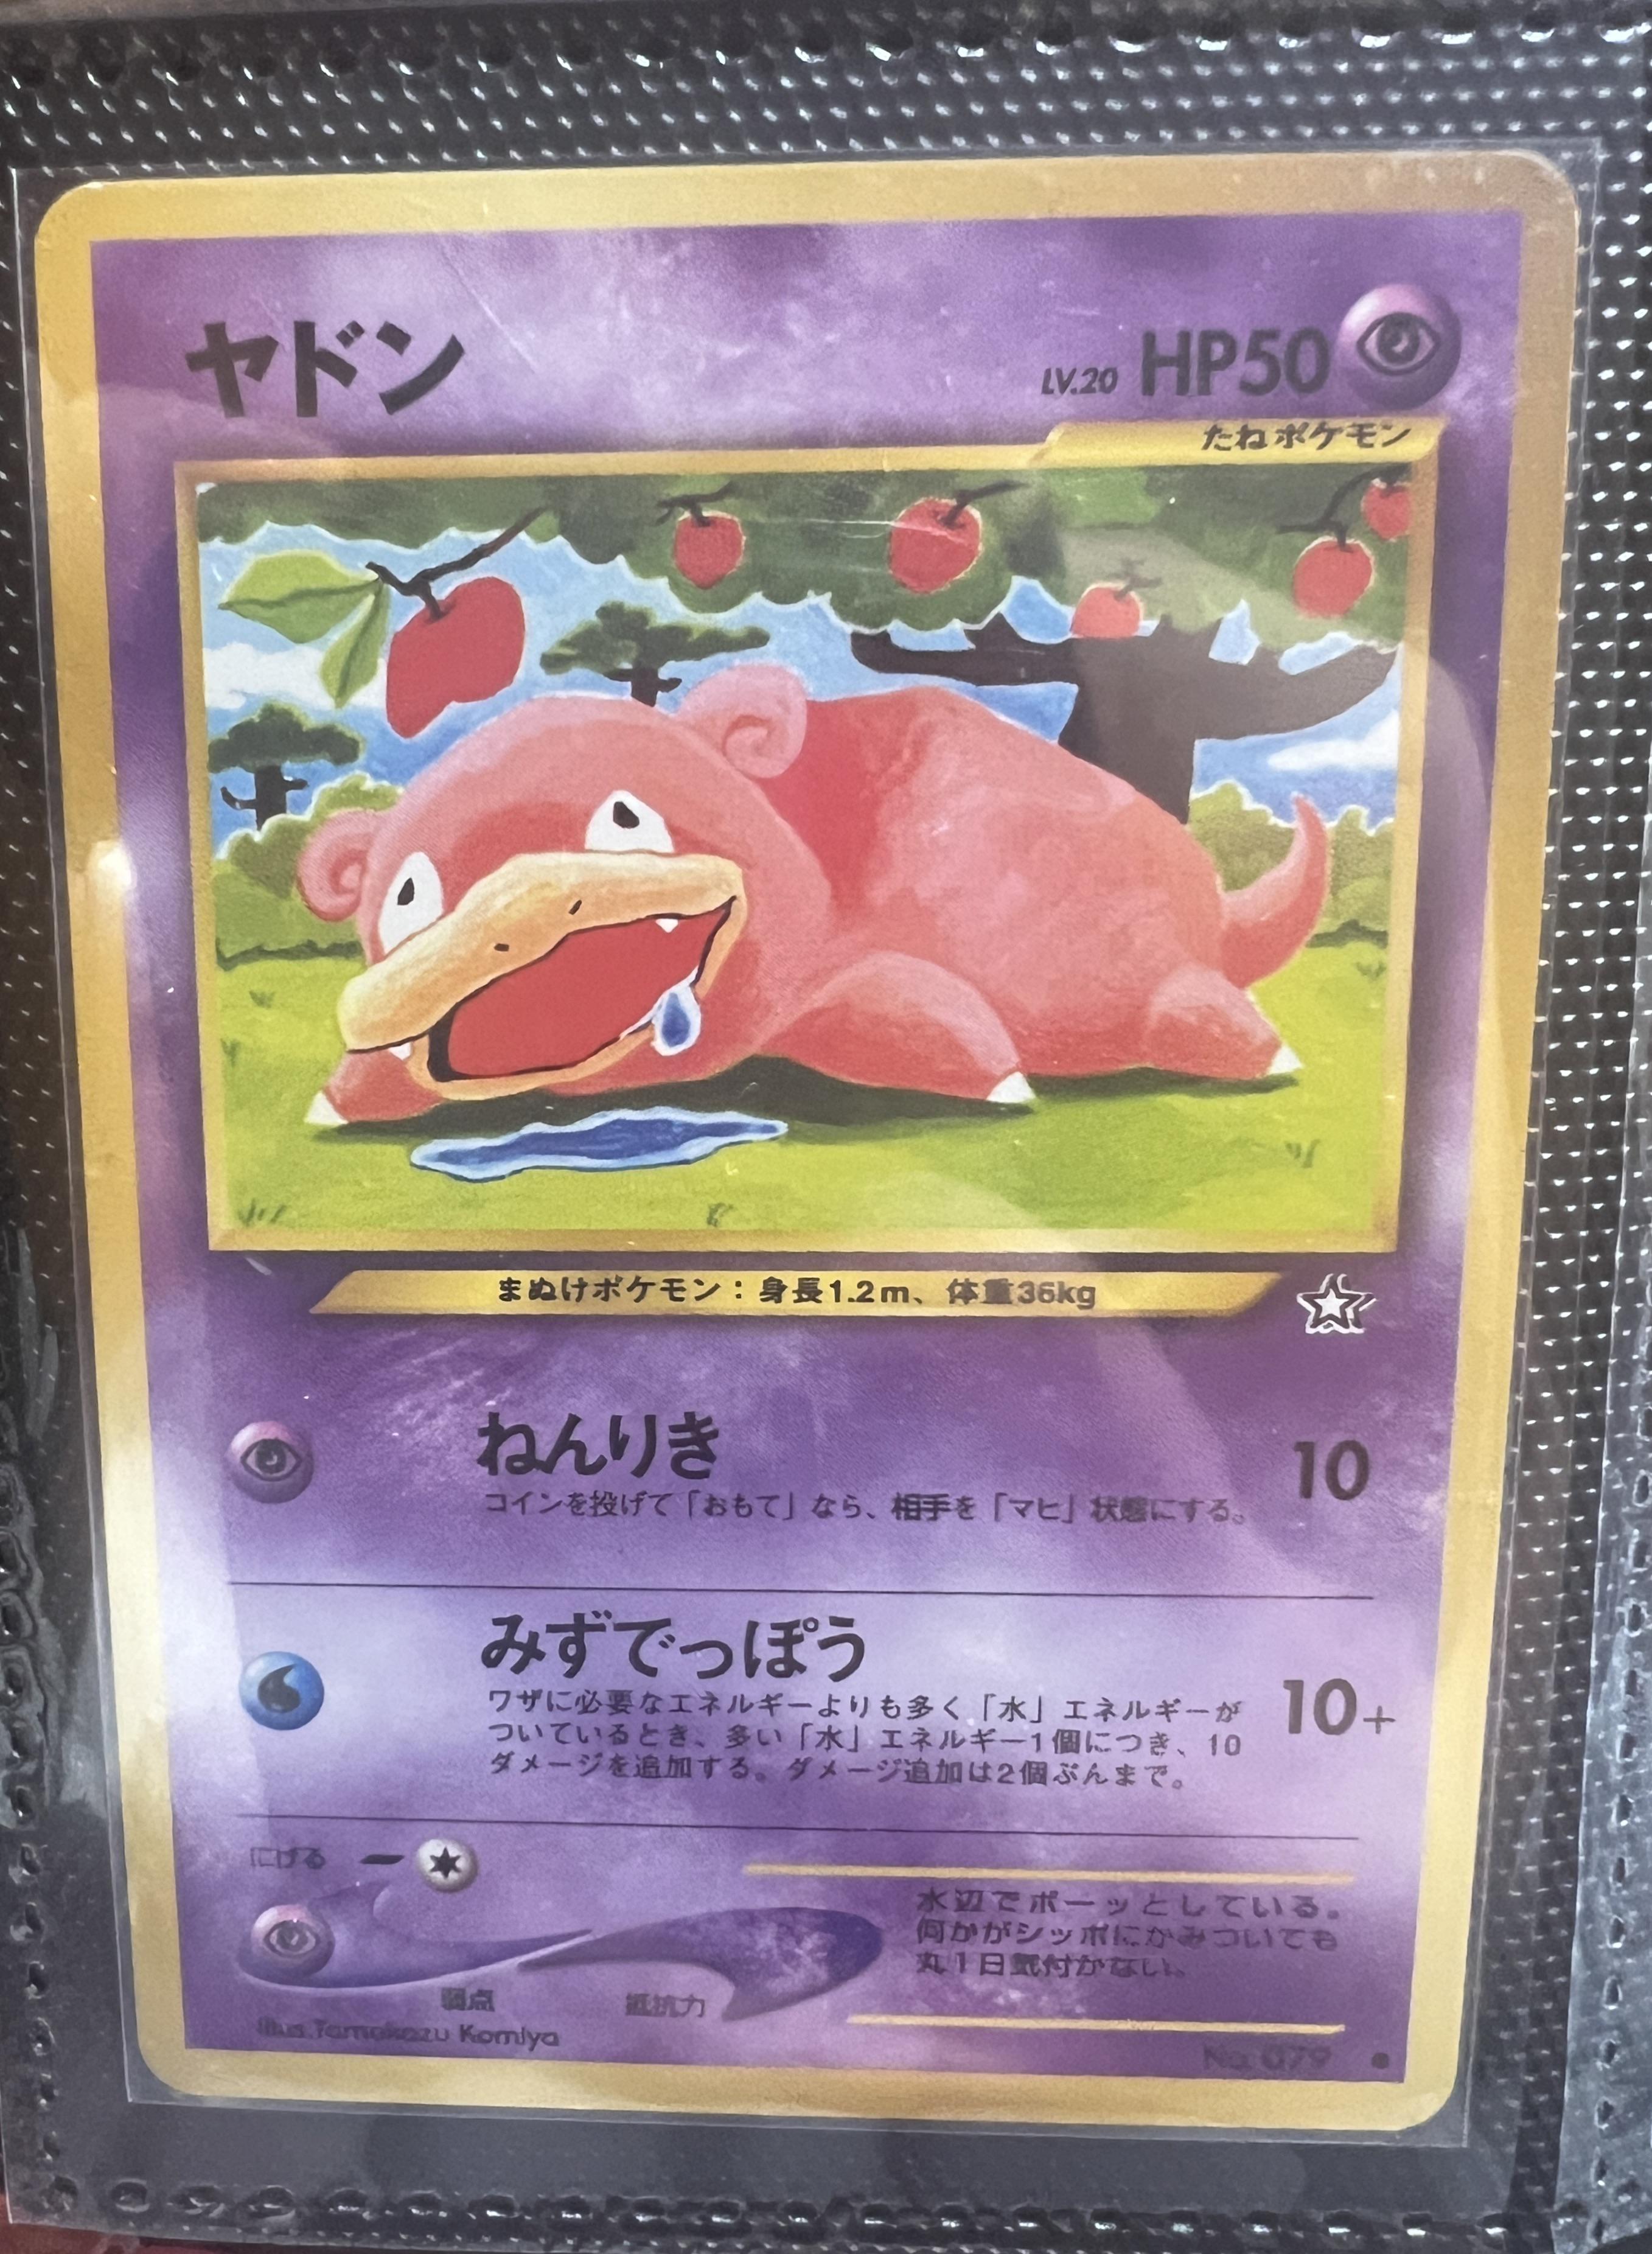 ヤドン
LV.20 HP50
たねポケモン
まぬけポケモン：身長1.2m、体重36kg
ねんりき 10
コインを投げて「おもて」なら、相手を「マヒ」状態にする。
みずでっぽう 10+
ワザに必要なエネルギーよりも多く「水」エネルギーが
ついているとき、多い「水」エネルギー1個につき、10
ダメージを追加する。ダメージ追加は2個ぶんまで。
にげる
水辺でボーッとしている。
何かがシッポにかみついても
丸1日気付かない。
弱点 抵抗力
Illus.Tomokazu Komiya
No. 079